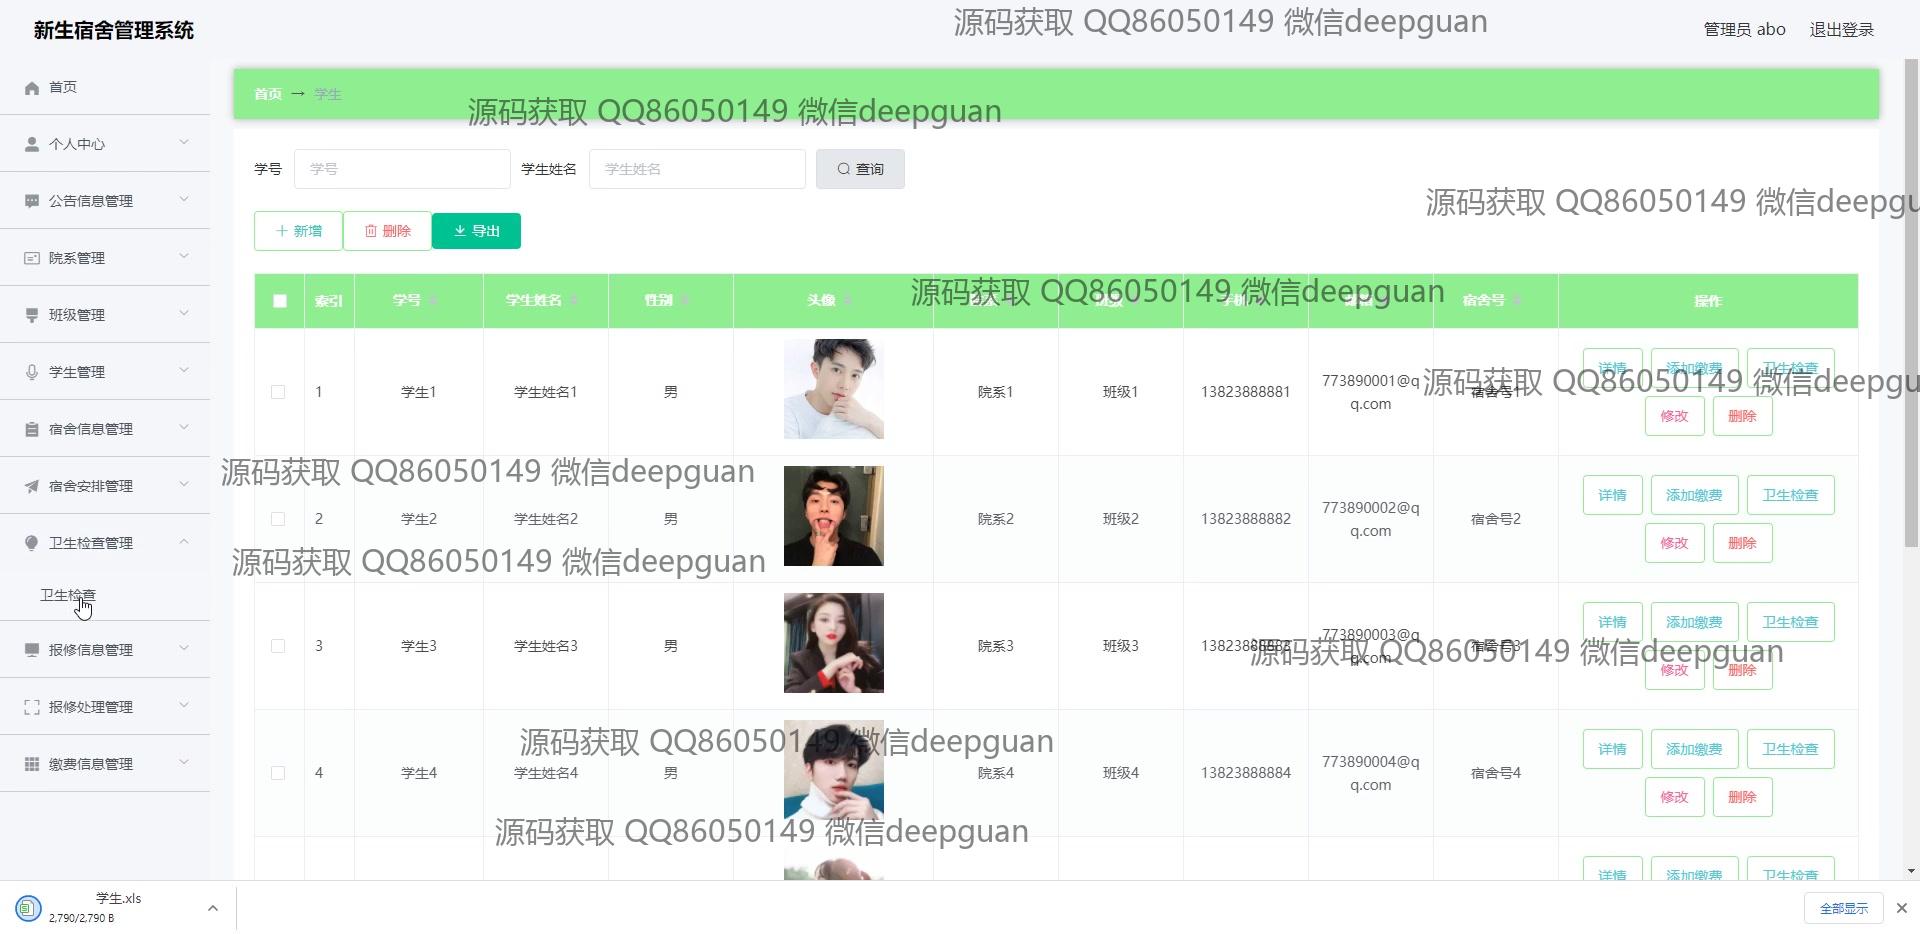 新生宿舍管理系统
源码获取 QQ86050149 微信deepguan
管理员 abo 退出登录
首页
个人中心
公告信息管理
院系管理
班级管理
学生管理
宿舍信息管理
宿舍安排管理
卫生检查管理
卫生检查
报修信息管理
报修处理管理
缴费信息管理
首页 → 学生
源码获取 QQ86050149 微信deepguan
学号 学号 学生姓名 学生姓名 查询
源码获取 QQ86050149 微信deepgu
新增 删除 导出
索引 学号 学生姓名 性别 头像 宿舍号 操作
源码获取 QQ86050149 微信deepguan
1 学生1 学生姓名1 男 院系1 班级1 13823888881 773890001@q
q.com 宿舍号1
详情 添加缴费 卫生检查
源码获取 QQ86050149 微信deepgu
修改 删除
源码获取 QQ86050149 微信deepguan
2 学生2 学生姓名2 男 院系2 班级2 13823888882 773890002@q
q.com 宿舍号2
详情 添加缴费 卫生检查
修改 删除
源码获取 QQ86050149 微信deepguan
3 学生3 学生姓名3 男 院系3 班级3 13823888883 773890003@q
q.com 宿舍号3
详情 添加缴费 卫生检查
源码获取 QQ86050149 微信deepguan
修改 删除
源码获取 QQ86050149 微信deepguan
4 学生4 学生姓名4 男 院系4 班级4 13823888884 773890004@q
q.com 宿舍号4
详情 添加缴费 卫生检查
修改 删除
源码获取 QQ86050149 微信deepguan
详情 添加缴费 卫生检查
学生.xls
2,790/2,790 B
全部显示